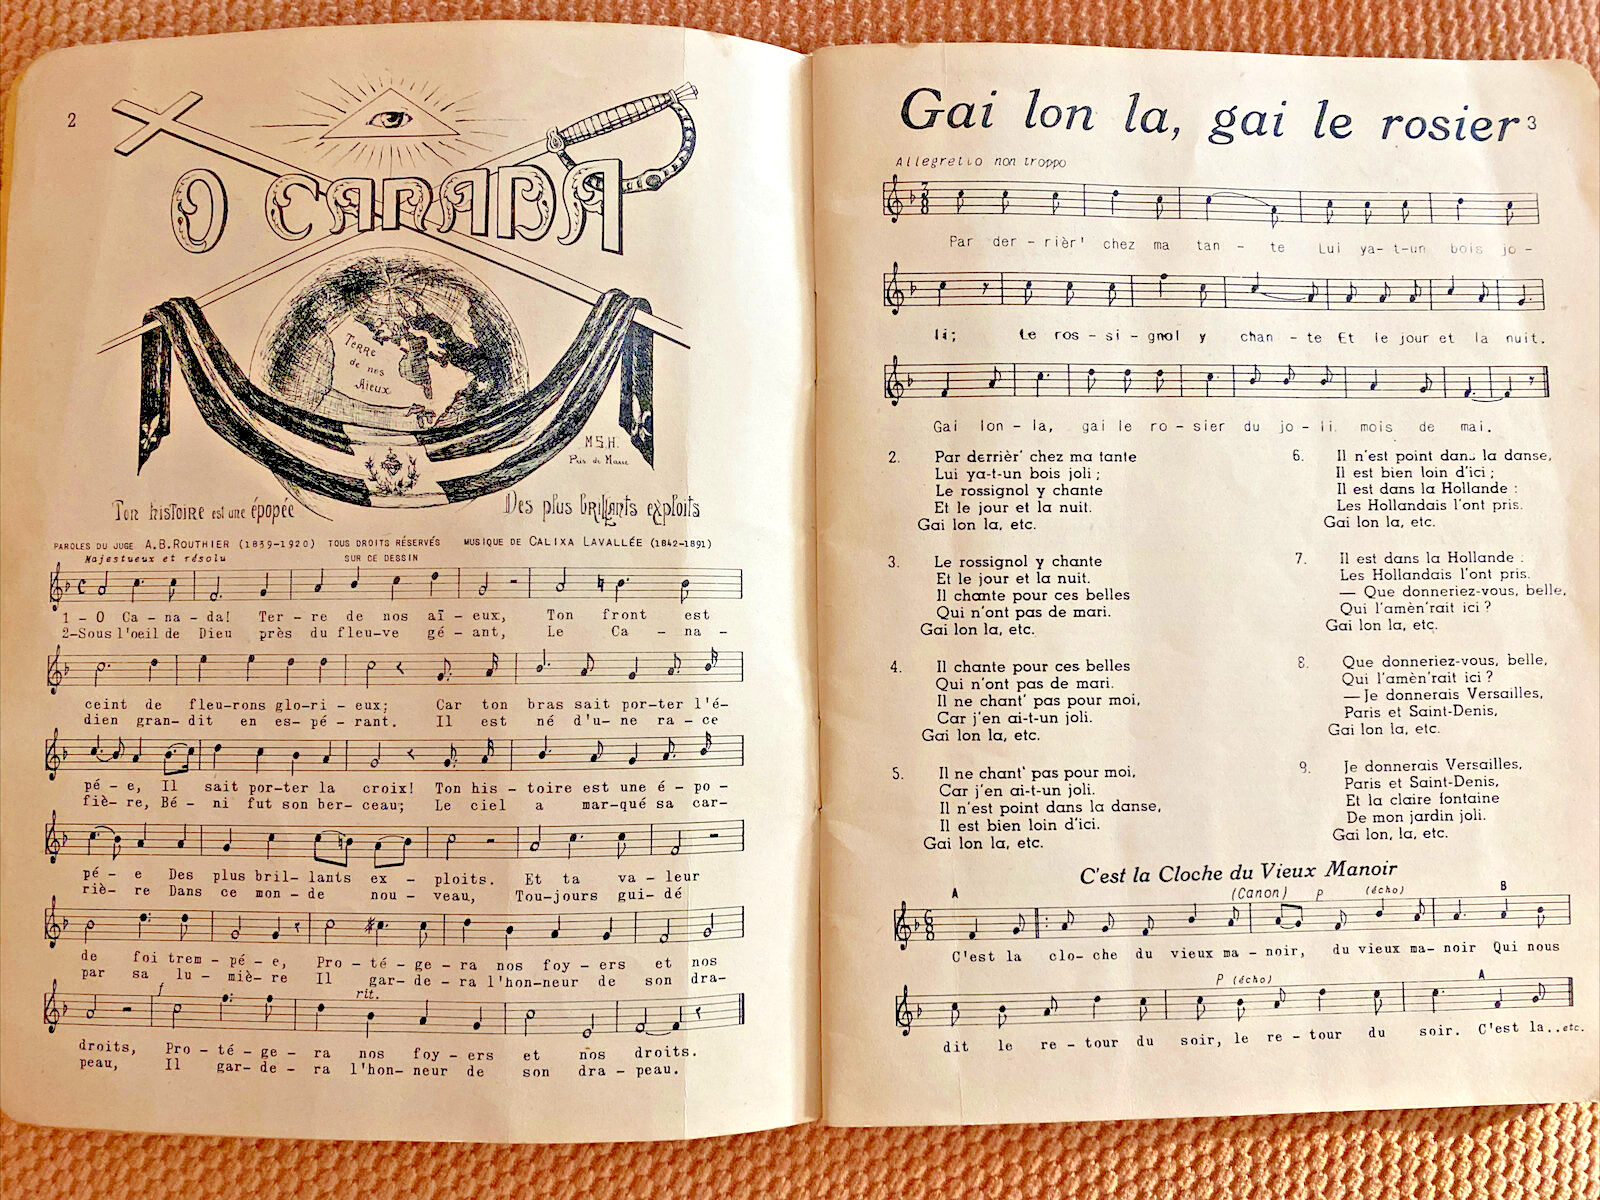 2
O CANADA
Terre
de nos
Aïeux
M.S.H.
Ton histoire est une épopée
Des plus brillants exploits
PAROLES DU JUGE A.B. ROUTHIER (1839-1920) TOUS DROITS RÉSERVÉS MUSIQUE DE CALIXA LAVALLÉE (1842-1891)
Majestueux et résolu SUR CE DESSIN
1-O Ca-na-da! Ter-re de nos aï-eux, Ton front est
2-Sous l'oeil de Dieu près du fleu-ve gé-ant, Le Ca-na-
ceint de fleu-rons glo-ri-eux; Car ton bras sait por-ter l'é-
dien gran-dit en es-pé-rant. Il est né d'u-ne ra-ce
pé-e, Il sait por-ter la croix! Ton his-toire est une é-po-
fiè-re, Bé-ni fut son ber-ceau; Le ciel a mar-qué sa car-
pé-e Des plus bril-lants ex-ploits. Et ta va-leur
riè-re Dans ce mon-de nou-veau, Tou-jours gui-dé
de foi trem-pé-e, Pro-té-ge-ra nos foy-ers et nos
par sa lu-miè-re Il gar-de-ra l'hon-neur de son dra-
f rit.
droits, Pro-té-ge-ra nos foy-ers et nos droits.
peau, Il gar-de-ra l'hon-neur de son dra-peau.
Gai lon la, gai le rosier 3
Allegretto non troppo
Par der-rièr' chez ma tan-te Lui ya-t-un bois jo-
li; Le ros-si-gnol y chan-te Et le jour et la nuit.
Gai lon-la, gai le ro-sier du jo-li mois de mai.
2. Par derrièr' chez ma tante
Lui ya-t-un bois joli;
Le rossignol y chante
Et le jour et la nuit.
Gai lon la, etc.
3. Le rossignol y chante
Et le jour et la nuit.
Il chante pour ces belles
Qui n'ont pas de mari.
Gai lon la, etc.
4. Il chante pour ces belles
Qui n'ont pas de mari.
Il ne chant' pas pour moi,
Car j'en ai-t-un joli.
Gai lon la, etc.
5. Il ne chant' pas pour moi,
Car j'en ai-t-un joli.
Il n'est point dans la danse,
Il est bien loin d'ici.
Gai lon la, etc.
6. Il n'est point dans la danse,
Il est bien loin d'ici;
Il est dans la Hollande:
Les Hollandais l'ont pris.
Gai lon la, etc.
7. Il est dans la Hollande:
Les Hollandais l'ont pris.
— Que donneriez-vous, belle,
Qui l'amèn'rait ici?
Gai lon la, etc.
8. Que donneriez-vous, belle,
Qui l'amèn'rait ici?
— Je donnerais Versailles,
Paris et Saint-Denis,
Gai lon la, etc.
9. Je donnerais Versailles,
Paris et Saint-Denis,
Et la claire fontaine
De mon jardin joli.
Gai lon, la, etc.
C'est la Cloche du Vieux Manoir
A (Canon) P (écho) B
C'est la clo-che du vieux ma-noir, du vieux ma-noir Qui nous
P (écho) A
dit le re-tour du soir, le re-tour du soir. C'est la..etc.